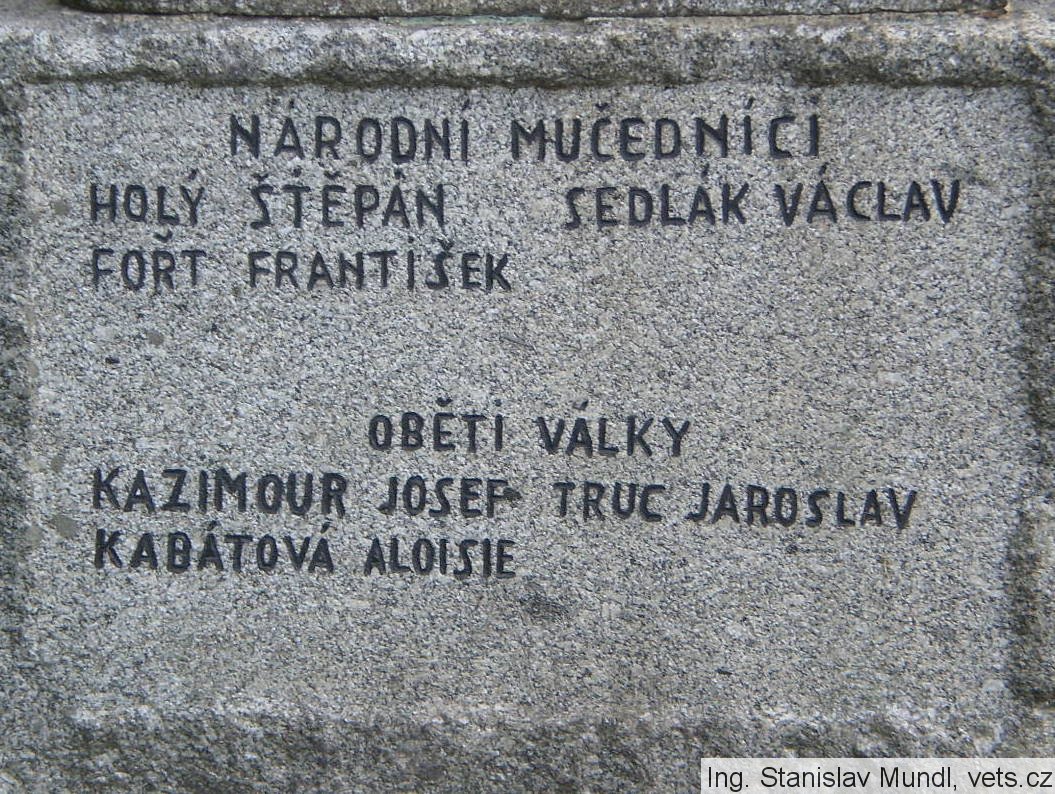 NÁRODNÍ MUČEDNÍCI
HOLÝ ŠTĚPÁN SEDLÁK VÁCLAV
FOŘT FRANTIŠEK
OBĚTI VÁLKY
KAZIMOUR JOSEF TRUC JAROSLAV
KABÁTOVÁ ALOISIE
Ing. Stanislav Mundl, vets.cz